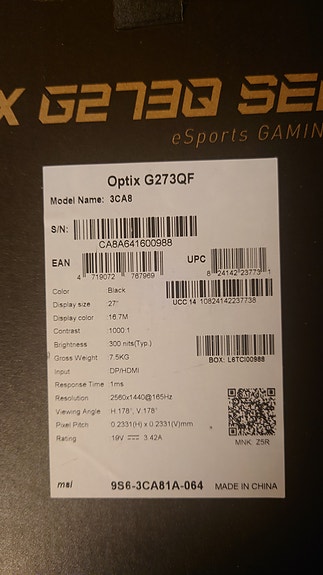 X G273Q SE
eSports GAMIN
Optix G273QF
Model Name: 3CA8
S/N:
CA8A641600988
EAN
4 719072 767969
UPC
8 24142 23773 1
UCC 14 10824142237738
Color : Black
Display size : 27"
Display color : 16.7M
Contrast : 1000:1
Brightness : 300 nits(Typ.)
Gross Weight : 7.5KG
Input : DP/HDMI
Response Time : 1ms
Resolution : 2560x1440@165Hz
Viewing Angle : H:178°, V:178°
Pixel Pitch : 0.2331(H) x 0.2331(V)mm
Rating : 19V ⎓ 3.42A
BOX: L6TCI00988
MNK Z5R
msi 9S6-3CA81A-064 MADE IN CHINA